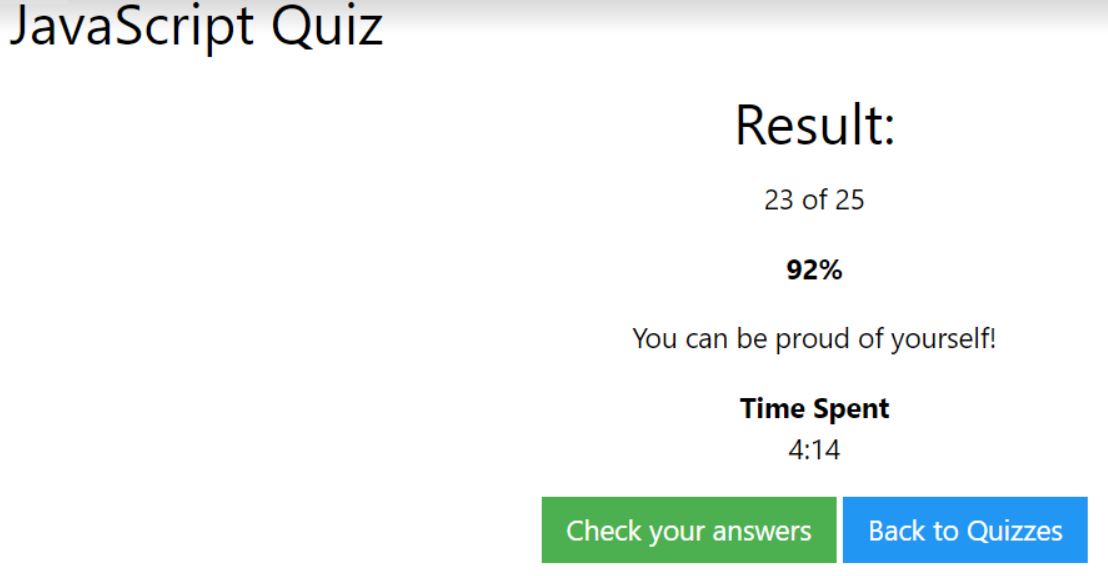 JavaScript Quiz
Result:
23 of 25
92%
You can be proud of yourself!
Time Spent
4:14
Check your answers
Back to Quizzes